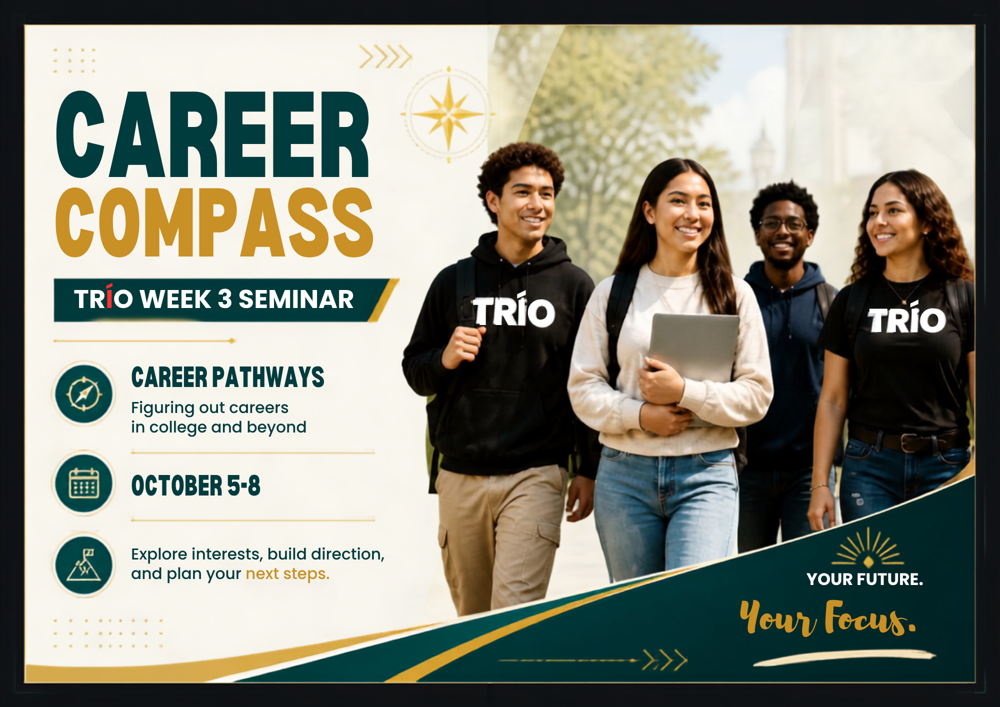 CAREER
COMPASS
TRÍO WEEK 3 SEMINAR
CAREER PATHWAYS
Figuring out careers
in college and beyond
OCTOBER 5-8
Explore interests, build direction,
and plan your next steps.
TRÍO
TRÍO
YOUR FUTURE.
Your Focus.